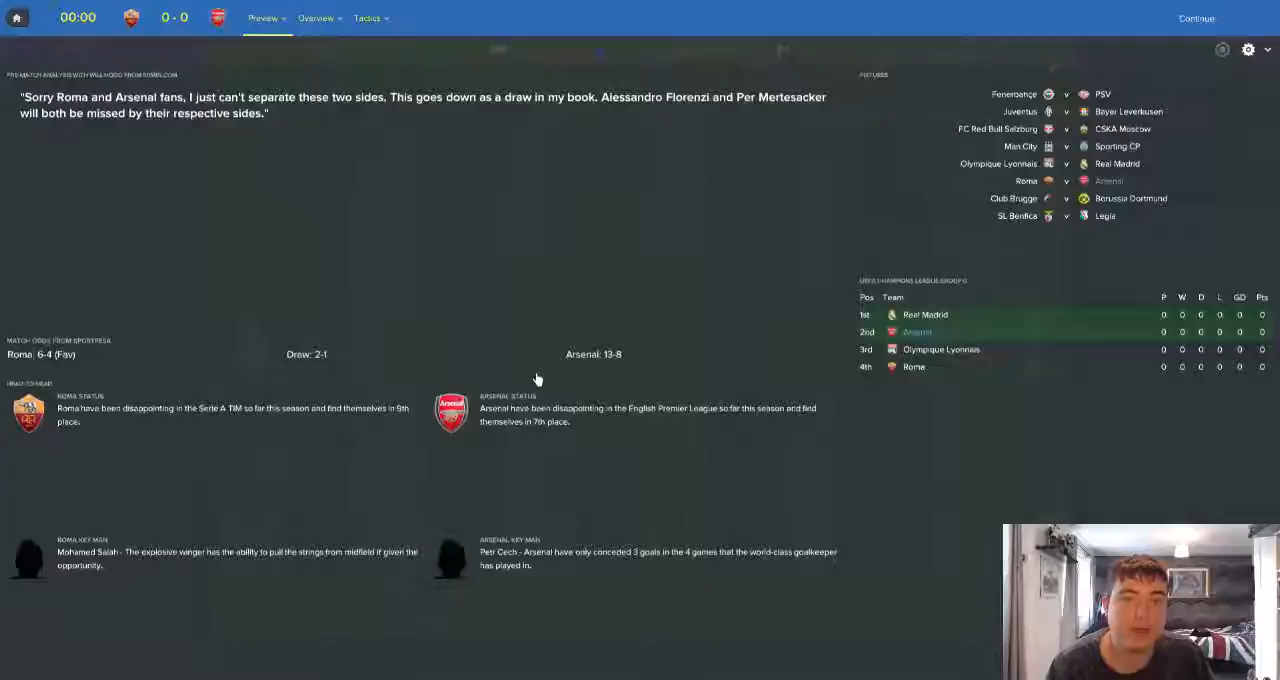 00:00
0 - 0
Preview
Overview
Tactics
Continue
PRE-MATCH ANALYSIS WITH WILL HOOD FROM 90MIN.COM
"Sorry Roma and Arsenal fans, I just can't separate these two sides. This goes down as a draw in my book. Alessandro Florenzi and Per Mertesacker
will both be missed by their respective sides."
FIXTURES
Fenerbahçe v PSV
Juventus v Bayer Leverkusen
FC Red Bull Salzburg v CSKA Moscow
Man City v Sporting CP
Olympique Lyonnais v Real Madrid
Roma v Arsenal
Club Brugge v Borussia Dortmund
SL Benfica v Legia
UEFA CHAMPIONS LEAGUE GROUP G
Pos Team P W D L GD Pts
1st Real Madrid 0 0 0 0 0 0
2nd Arsenal 0 0 0 0 0 0
3rd Olympique Lyonnais 0 0 0 0 0 0
4th Roma 0 0 0 0 0 0
MATCH ODDS FROM SPORTPESA
Roma: 6-4 (Fav) Draw: 2-1 Arsenal: 13-8
HEAD-TO-HEAD
ROMA STATUS
Roma have been disappointing in the Serie A TIM so far this season and find themselves in 9th
place.
ARSENAL STATUS
Arsenal have been disappointing in the English Premier League so far this season and find
themselves in 7th place.
ROMA KEY MAN
Mohamed Salah - The explosive winger has the ability to pull the strings from midfield if given the
opportunity.
ARSENAL KEY MAN
Petr Cech - Arsenal have only conceded 3 goals in the 4 games that the world-class goalkeeper
has played in.
Arsenal